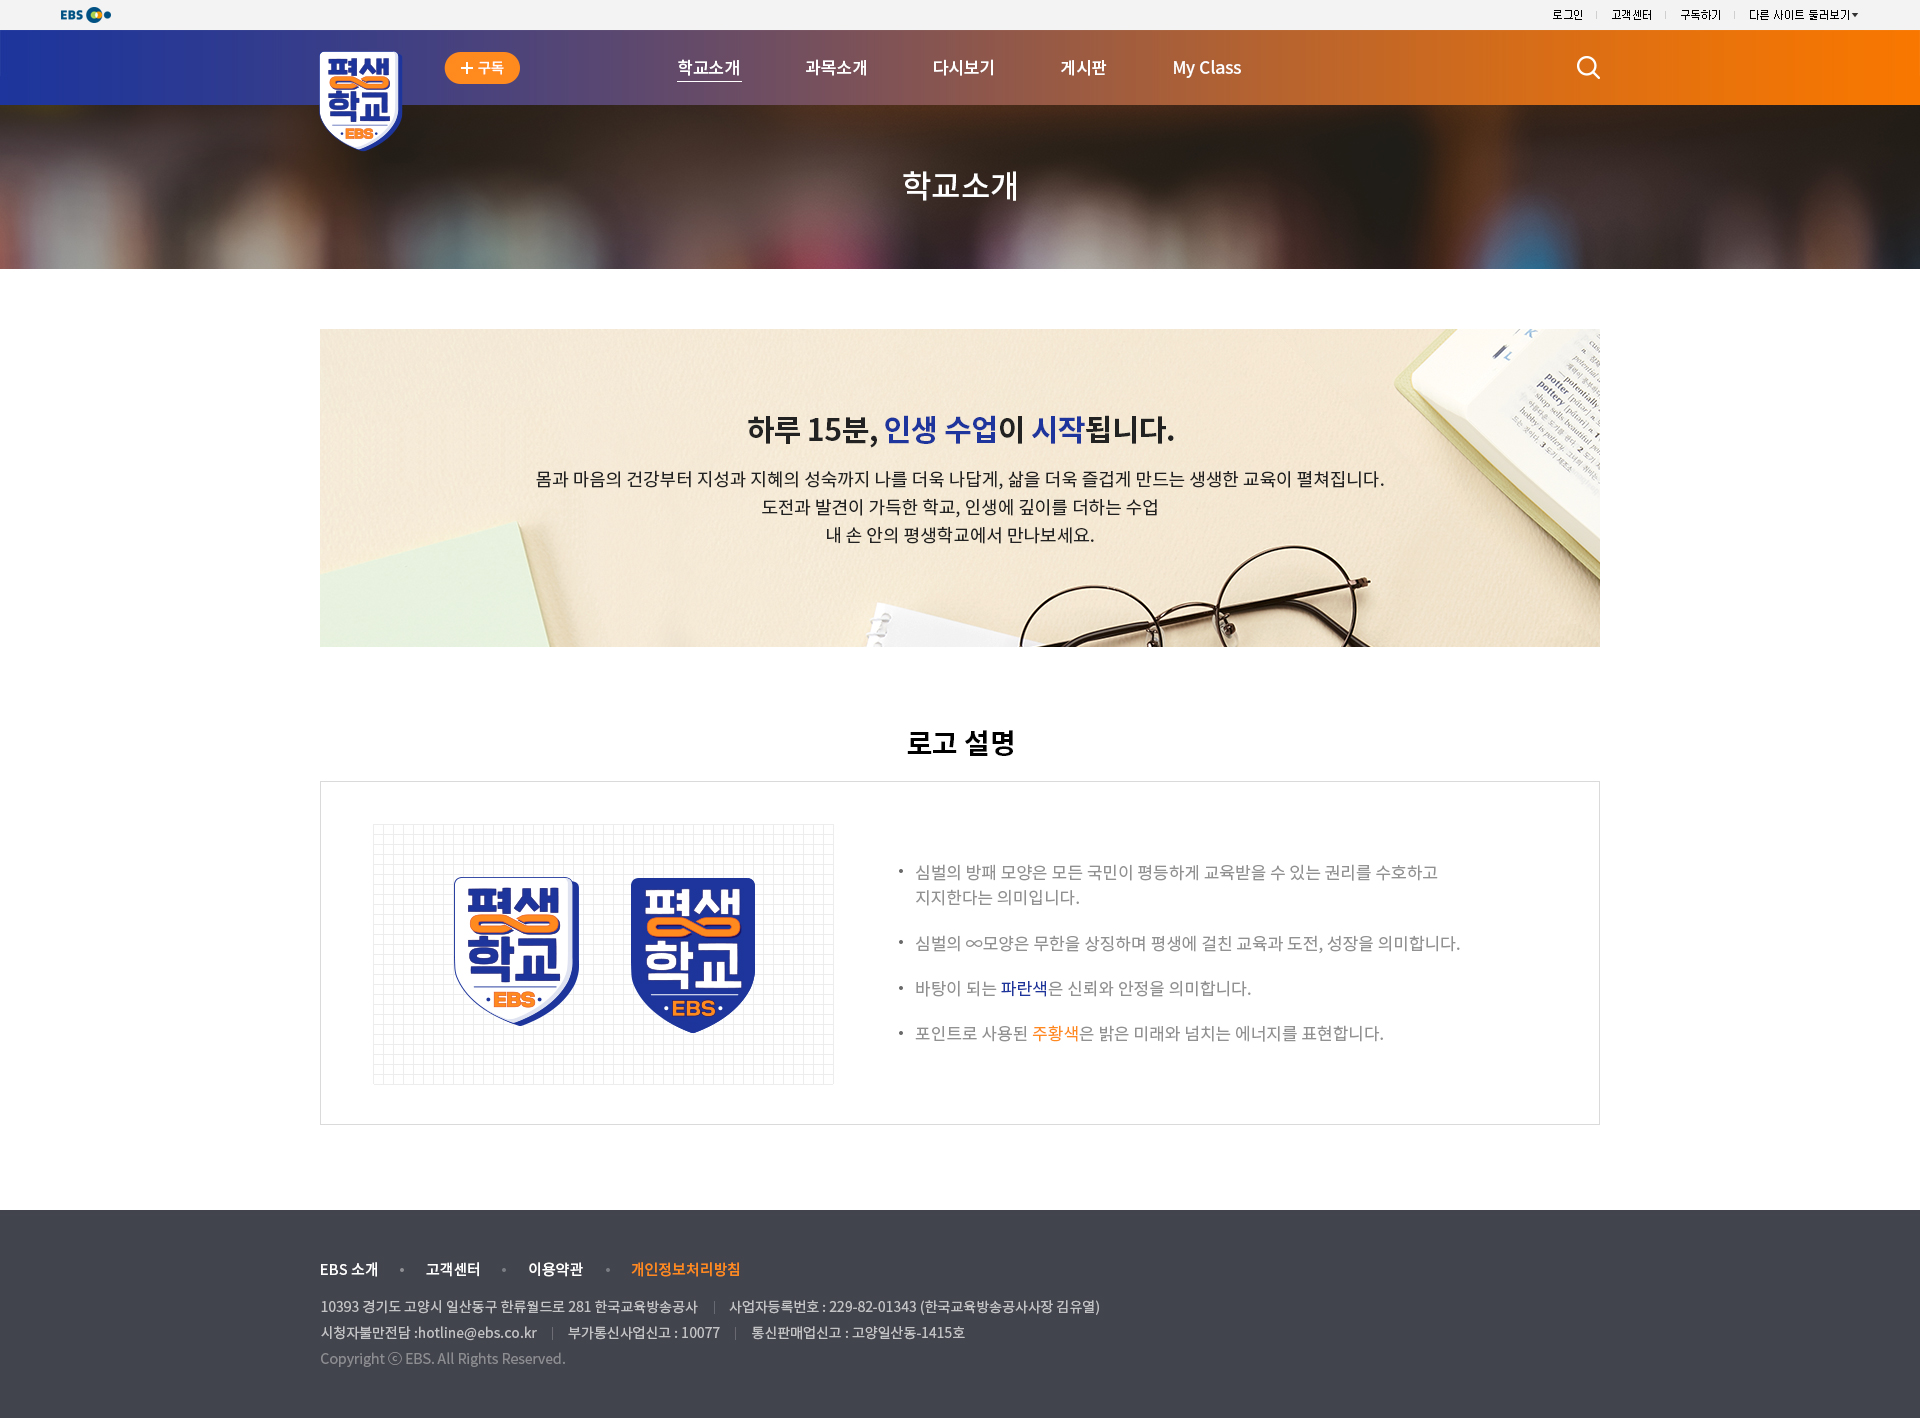 EBS
로그인 고객센터 구독하기 다른 사이트 둘러보기
평생
학교
EBS
+ 구독
학교소개 과목소개 다시보기 게시판 My Class
학교소개
하루 15분, 인생 수업이 시작됩니다.
몸과 마음의 건강부터 지성과 지혜의 성숙까지 나를 더욱 나답게, 삶을 더욱 즐겁게 만드는 생생한 교육이 펼쳐집니다.
도전과 발견이 가득한 학교, 인생에 깊이를 더하는 수업
내 손 안의 평생학교에서 만나보세요.
potter
pottery
로고 설명
평생
학교
EBS
평생
학교
EBS
• 심벌의 방패 모양은 모든 국민이 평등하게 교육받을 수 있는 권리를 수호하고
지지한다는 의미입니다.
• 심벌의 ∞모양은 무한을 상징하며 평생에 걸친 교육과 도전, 성장을 의미합니다.
• 바탕이 되는 파란색은 신뢰와 안정을 의미합니다.
• 포인트로 사용된 주황색은 밝은 미래와 넘치는 에너지를 표현합니다.
EBS 소개 • 고객센터 • 이용약관 • 개인정보처리방침
10393 경기도 고양시 일산동구 한류월드로 281 한국교육방송공사 | 사업자등록번호 : 229-82-01343 (한국교육방송공사사장 김유열)
시청자불만전담 :hotline@ebs.co.kr | 부가통신사업신고 : 10077 | 통신판매업신고 : 고양일산동-1415호
Copyright ⓒ EBS. All Rights Reserved.